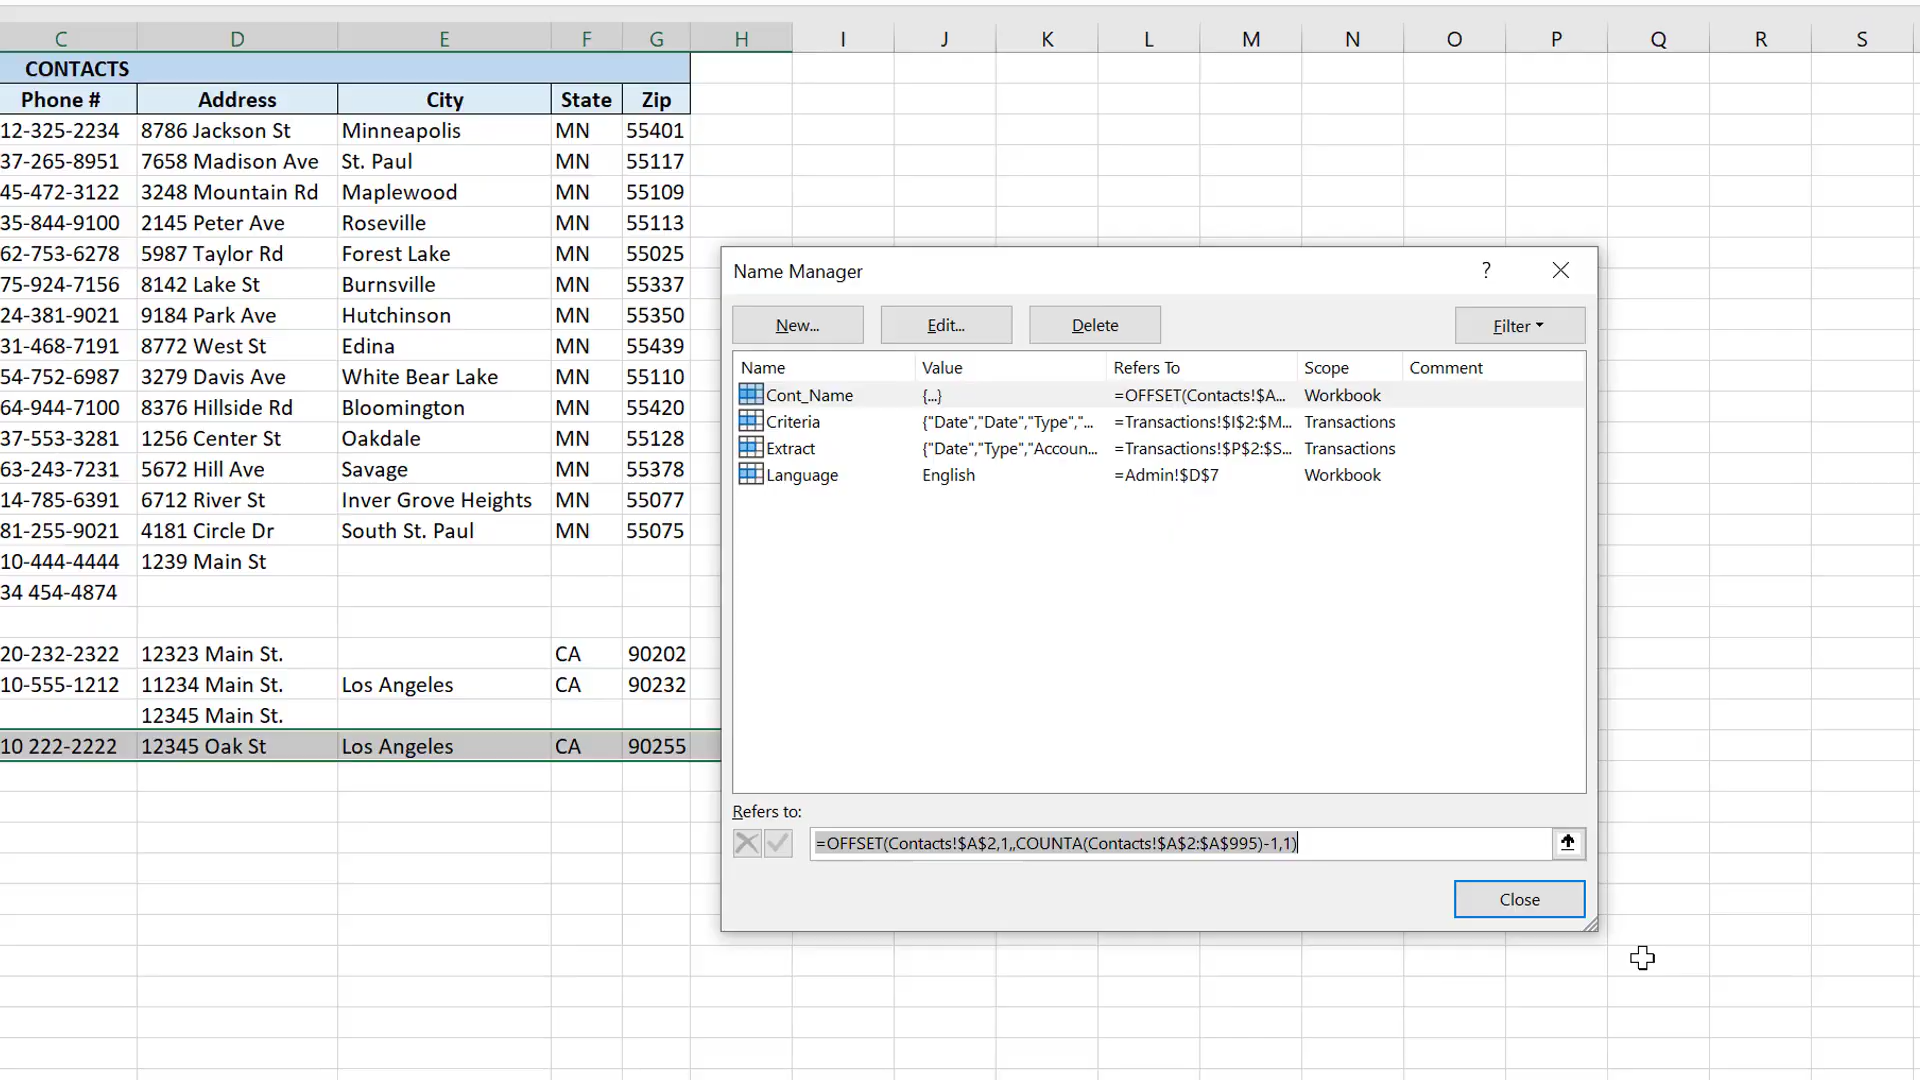 C D E F G H I J K L M N O P Q R S
CONTACTS
Phone # Address City State Zip
12-325-2234 8786 Jackson St Minneapolis MN 55401
37-265-8951 7658 Madison Ave St. Paul MN 55117
45-472-3122 3248 Mountain Rd Maplewood MN 55109
35-844-9100 2145 Peter Ave Roseville MN 55113
62-753-6278 5987 Taylor Rd Forest Lake MN 55025
75-924-7156 8142 Lake St Burnsville MN 55337
24-381-9021 9184 Park Ave Hutchinson MN 55350
31-468-7191 8772 West St Edina MN 55439
54-752-6987 3279 Davis Ave White Bear Lake MN 55110
64-944-7100 8376 Hillside Rd Bloomington MN 55420
37-553-3281 1256 Center St Oakdale MN 55128
63-243-7231 5672 Hill Ave Savage MN 55378
14-785-6391 6712 River St Inver Grove Heights MN 55077
81-255-9021 4181 Circle Dr South St. Paul MN 55075
10-444-4444 1239 Main St
34 454-4874
20-232-2322 12323 Main St. CA 90202
10-555-1212 11234 Main St. Los Angeles CA 90232
12345 Main St.
10 222-2222 12345 Oak St Los Angeles CA 90255
Name Manager ?
New... Edit... Delete Filter
Name Value Refers To Scope Comment
Cont_Name {...} =OFFSET(Contacts!$A... Workbook
Criteria {"Date","Date","Type","... =Transactions!$I$2:$M... Transactions
Extract {"Date","Type","Accoun... =Transactions!$P$2:$S... Transactions
Language English =Admin!$D$7 Workbook
Refers to:
=OFFSET(Contacts!$A$2,1,,COUNTA(Contacts!$A$2:$A$995)-1,1)
Close